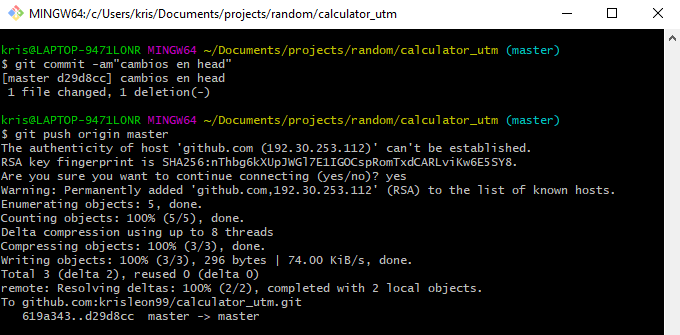 MINGW64:/c/Users/kris/Documents/projects/random/calculator_utm
kris@LAPTOP-9471LONR MINGW64 ~/Documents/projects/random/calculator_utm (master)
$ git commit -am"cambios en head"
[master d29d8cc] cambios en head
 1 file changed, 1 deletion(-)
kris@LAPTOP-9471LONR MINGW64 ~/Documents/projects/random/calculator_utm (master)
$ git push origin master
The authenticity of host 'github.com (192.30.253.112)' can't be established.
RSA key fingerprint is SHA256:nThbg6kXUpJWGl7E1IGOCspRomTxdCARLviKw6E5SY8.
Are you sure you want to continue connecting (yes/no)? yes
Warning: Permanently added 'github.com,192.30.253.112' (RSA) to the list of known hosts.
Enumerating objects: 5, done.
Counting objects: 100% (5/5), done.
Delta compression using up to 8 threads
Compressing objects: 100% (3/3), done.
Writing objects: 100% (3/3), 296 bytes | 74.00 KiB/s, done.
Total 3 (delta 2), reused 0 (delta 0)
remote: Resolving deltas: 100% (2/2), completed with 2 local objects.
To github.com:krisleon99/calculator_utm.git
   619a343..d29d8cc  master -> master